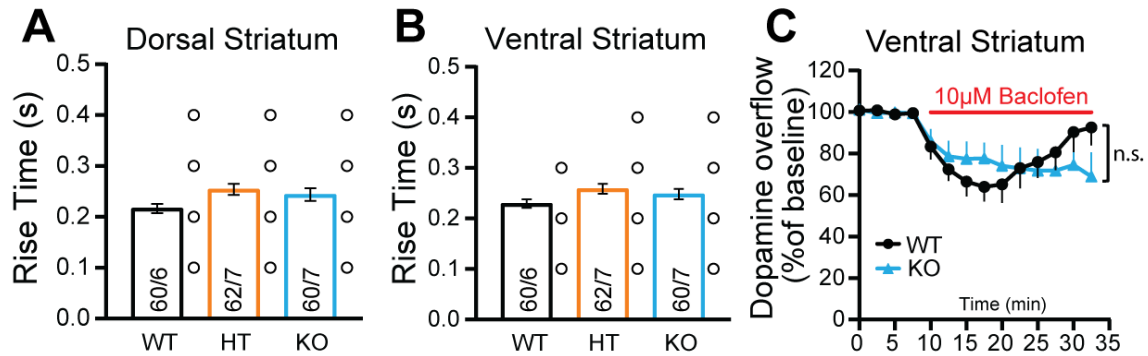 A
Dorsal Striatum
Rise Time (s)
0.5
0.4
0.3
0.2
0.1
0.0
60/6
62/7
60/7
WT
HT
KO
B
Ventral Striatum
Rise Time (s)
0.5
0.4
0.3
0.2
0.1
0.0
60/6
62/7
60/7
WT
HT
KO
C
Ventral Striatum
Dopamine overflow
(%of baseline)
120
100
80
60
40
20
0
10µM Baclofen
n.s.
WT
KO
Time (min)
0 5 10 15 20 25 30 35